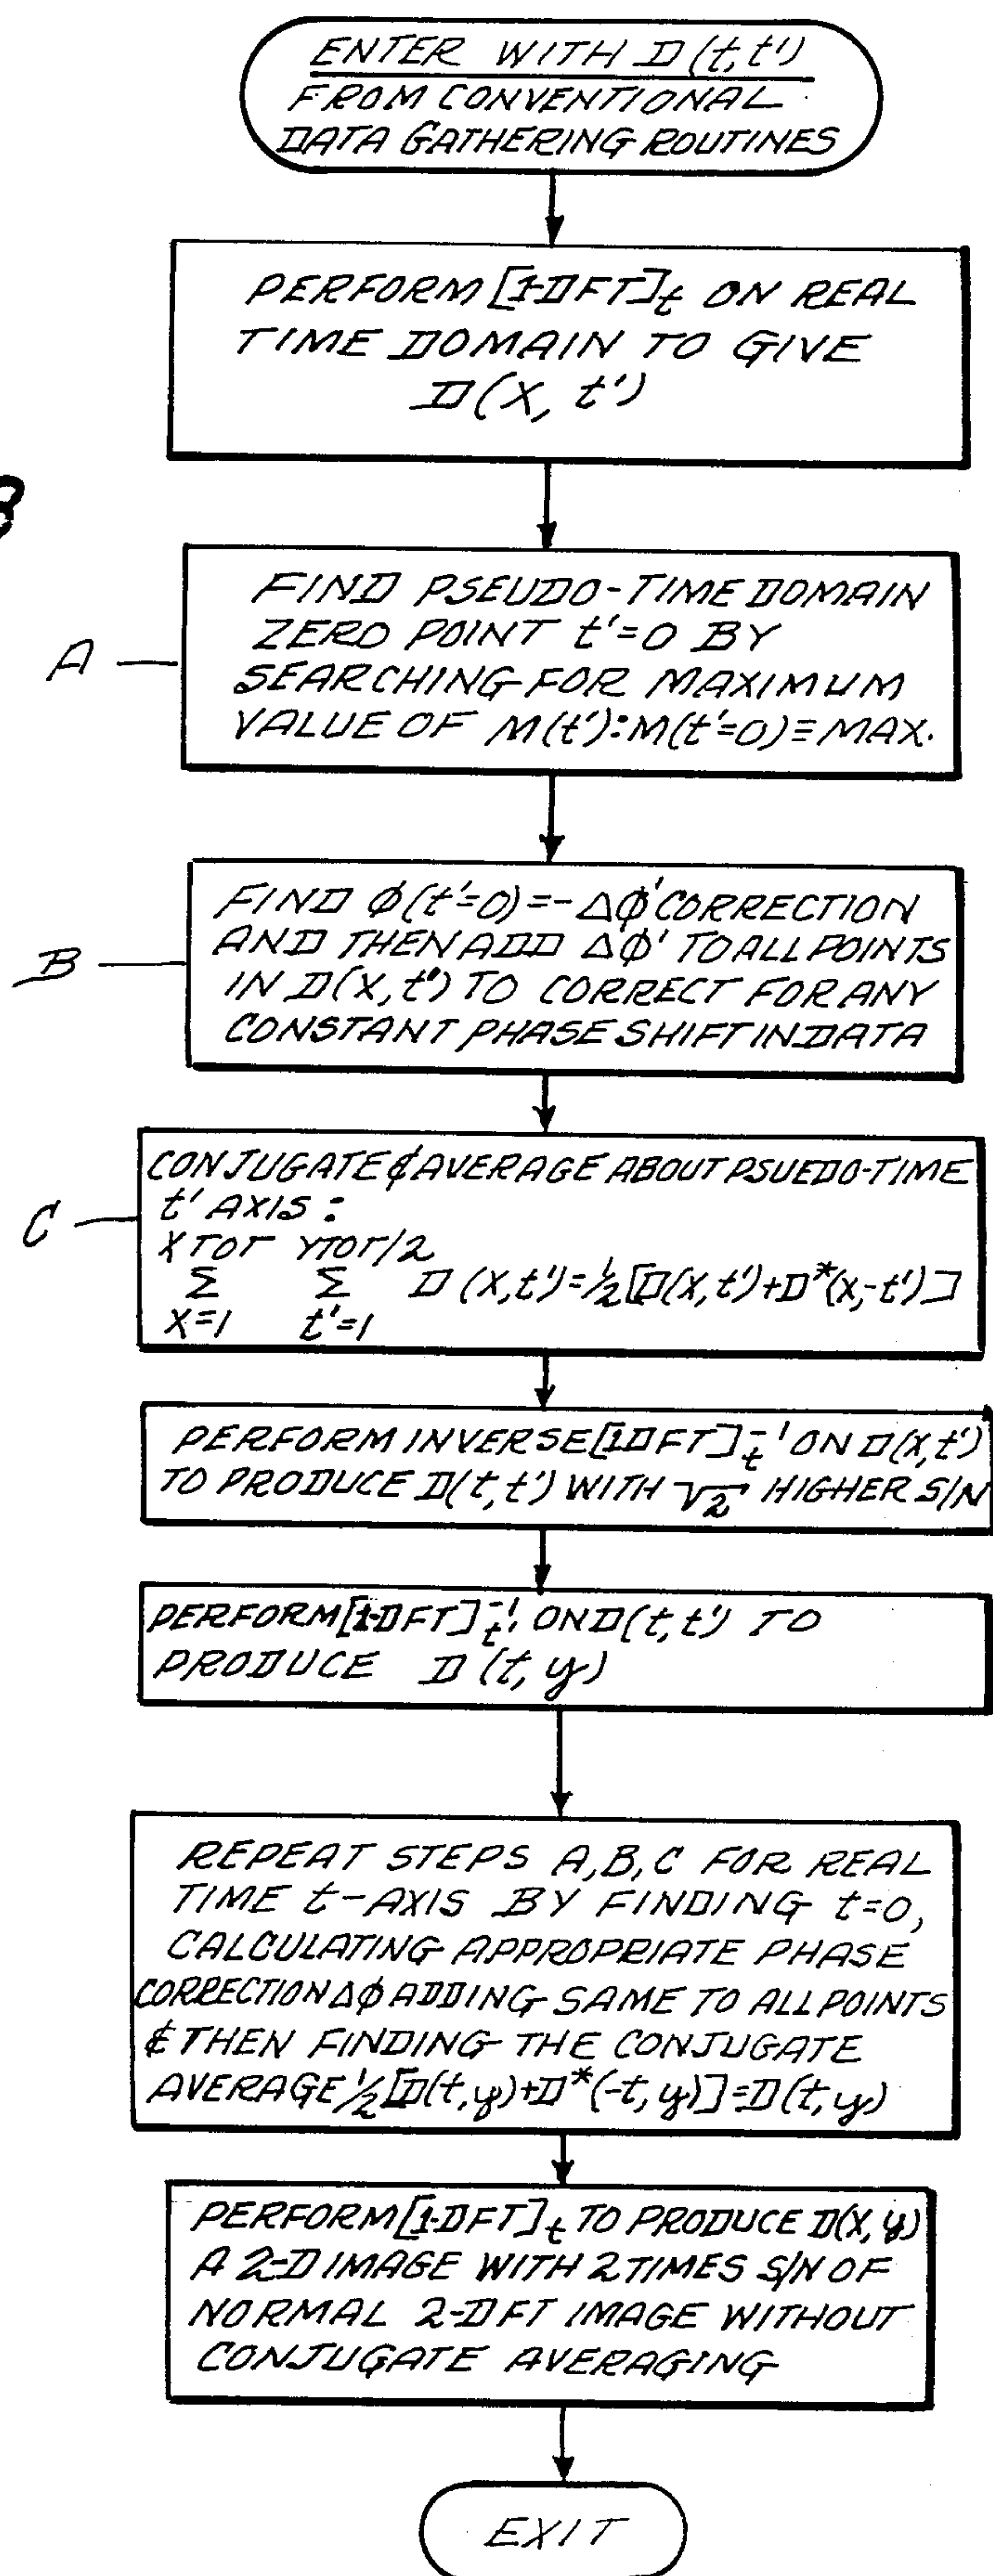 ENTER WITH D(t,t')
FROM CONVENTIONAL
DATA GATHERING ROUTINES
PERFORM [1-DFT]t ON REAL
TIME DOMAIN TO GIVE
D(X, t')
A
FIND PSEUDO-TIME DOMAIN
ZERO POINT t'=0 BY
SEARCHING FOR MAXIMUM
VALUE OF M(t'):M(t'=0)≡MAX.
B
FIND ϕ(t'=0)=-Δϕ' CORRECTION
AND THEN ADD Δϕ' TO ALL POINTS
IN D(X,t') TO CORRECT FOR ANY
CONSTANT PHASE SHIFT IN DATA
C
CONJUGATE & AVERAGE ABOUT PSUEDO-TIME
t' AXIS:
XTOT YTOT/2
Σ Σ D(X,t')=1/2[D(X,t')+D*(X,-t')]
X=1 t'=1
PERFORM INVERSE [1DFT]t⁻¹ ON D(X,t')
TO PRODUCE D(t,t') WITH √2 HIGHER S/N
PERFORM [1-DFT]t'⁻¹ ON D(t,t') TO
PRODUCE D(t,y)
REPEAT STEPS A,B,C FOR REAL
TIME t-AXIS BY FINDING t=0,
CALCULATING APPROPRIATE PHASE
CORRECTION Δϕ ADDING SAME TO ALL POINTS
& THEN FINDING THE CONJUGATE
AVERAGE 1/2[D(t,y)+D*(-t,y)]=D(t,y)
PERFORM [1-DFT]t TO PRODUCE D(X,y)
A 2-D IMAGE WITH 2 TIMES S/N OF
NORMAL 2-DFT IMAGE WITHOUT
CONJUGATE AVERAGING
EXIT